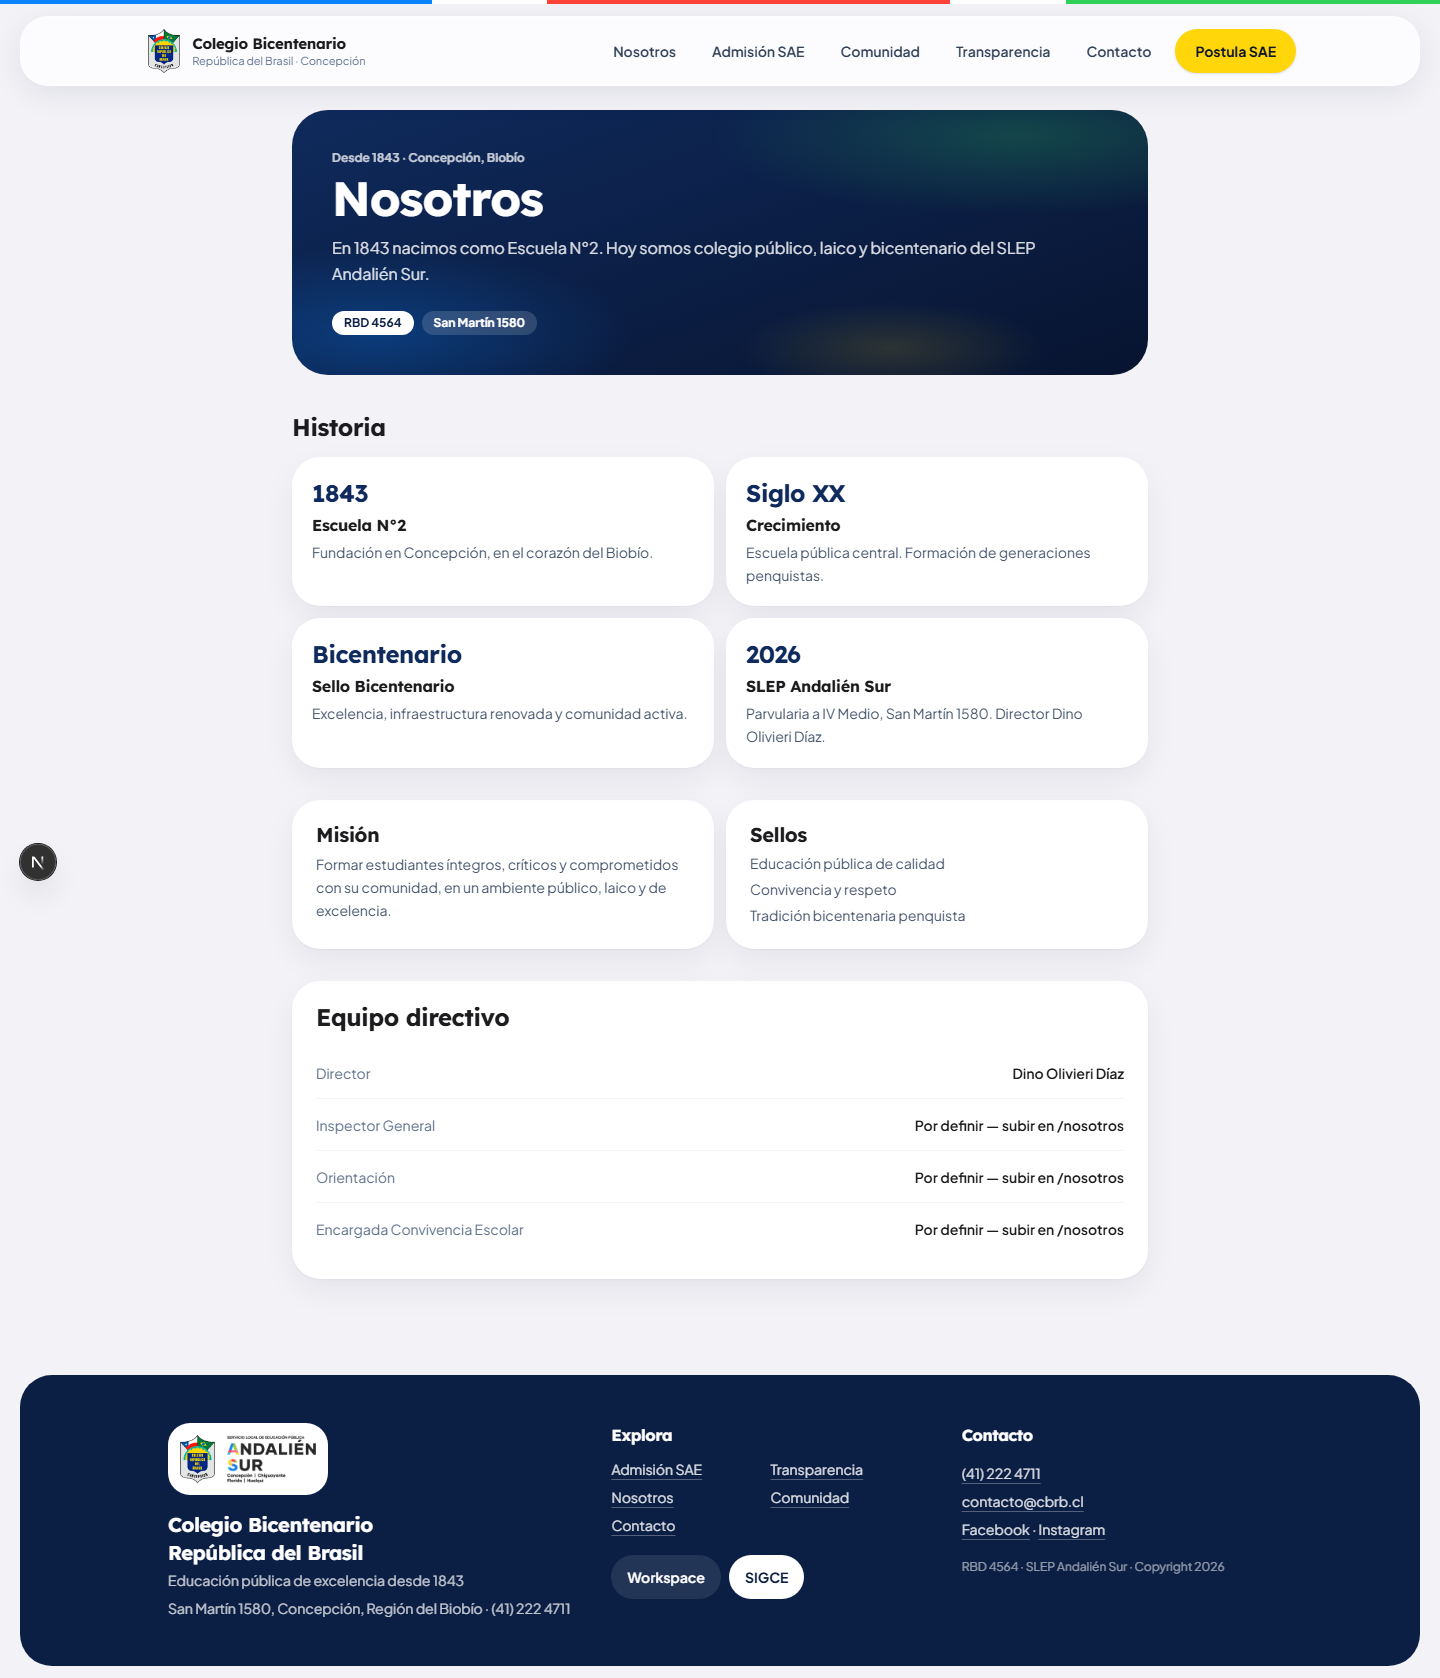 Colegio Bicentenario
República del Brasil · Concepción
Nosotros
Admisión SAE
Comunidad
Transparencia
Contacto
Postula SAE
Desde 1843 · Concepción, Biobío
Nosotros
En 1843 nacimos como Escuela N°2. Hoy somos colegio público, laico y bicentenario del SLEP
Andalién Sur.
RBD 4564
San Martín 1580
Historia
1843
Escuela N°2
Fundación en Concepción, en el corazón del Biobío.
Siglo XX
Crecimiento
Escuela pública central. Formación de generaciones
penquistas.
Bicentenario
Sello Bicentenario
Excelencia, infraestructura renovada y comunidad activa.
2026
SLEP Andalién Sur
Parvularia a IV Medio, San Martín 1580. Director Dino
Olivieri Díaz.
Misión
Formar estudiantes íntegros, críticos y comprometidos
con su comunidad, en un ambiente público, laico y de
excelencia.
Sellos
Educación pública de calidad
Convivencia y respeto
Tradición bicentenaria penquista
N
Equipo directivo
Director
Dino Olivieri Díaz
Inspector General
Por definir — subir en /nosotros
Orientación
Por definir — subir en /nosotros
Encargada Convivencia Escolar
Por definir — subir en /nosotros
SERVICIO LOCAL DE EDUCACIÓN PÚBLICA
ANDALIÉN
SUR
Concepción | Chiguayante
Florida | Hualqui
Colegio Bicentenario
República del Brasil
Educación pública de excelencia desde 1843
San Martín 1580, Concepción, Región del Biobío · (41) 222 4711
Explora
Admisión SAE
Transparencia
Nosotros
Comunidad
Contacto
Workspace
SIGCE
Contacto
(41) 222 4711
contacto@cbrb.cl
Facebook · Instagram
RBD 4564 · SLEP Andalién Sur · Copyright 2026